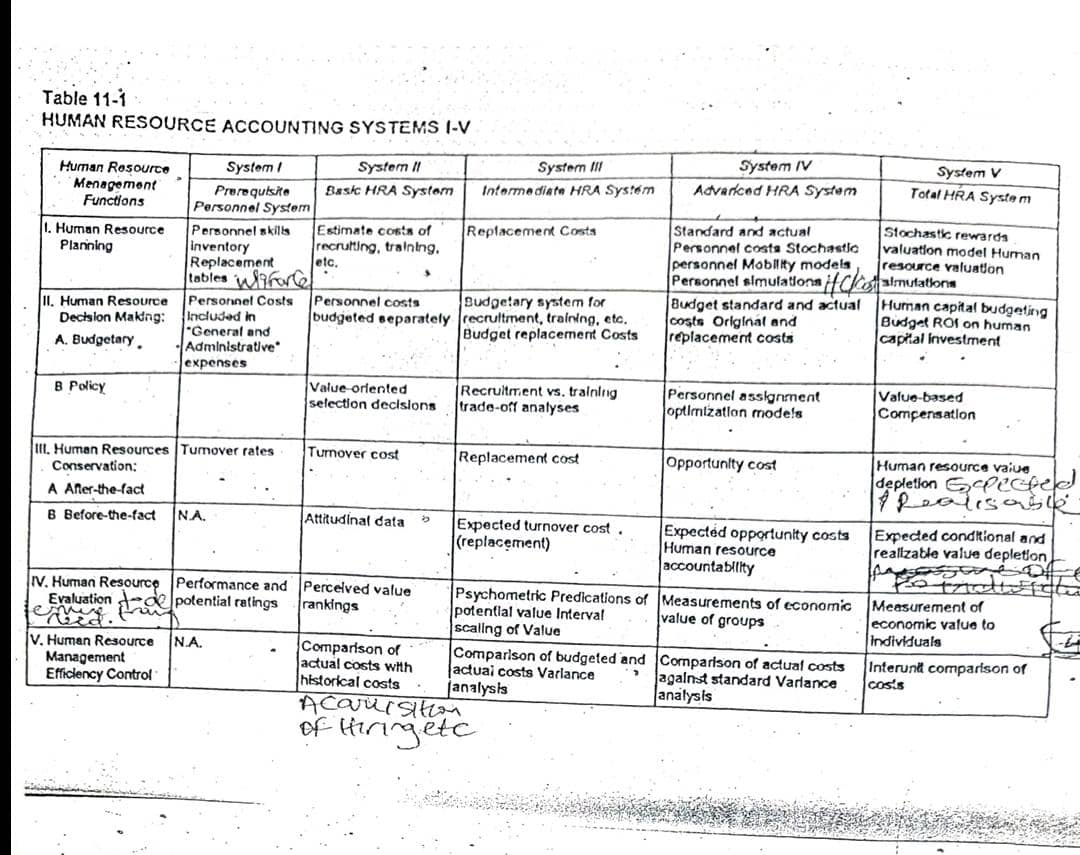 Table 11-1
HUMAN RESOURCE ACCOUNTING SYSTEMS I-V
Human Resource
Menagement
Functions
System I
Prerequisite
Personnel System
System II
Basic HRA System
System III
Intermediate HRA System
System IV
Advanced HRA System
System V
Total HRA System
I. Human Resource
Planning
Personnel skills
inventory
Replacement
tables
Estimate costs of
recruiting, training,
etc.
Replacement Costs
Standard and actual
Personnel costs Stochastic
personnel Mobility models
Personnel simulations
Stochastic rewards
valuation model Human
resource valuation
simutations
II. Human Resource
Decision Making:
A. Budgetary
Personnel Costs
Included in
"General and
Administrative"
expenses
Personnel costs
budgeted separately
Budgetary system for
recruitment, training, etc.
Budget replacement Costs
Budget standard and actual
costs Original and
replacement costs
Human capital budgeting
Budget ROI on human
capital Investment
B Policy
Value-oriented
selection decisions
Recruitment vs. training
trade-off analyses
Personnel assignment
optimization models
Value-based
Compensation
III. Human Resources
Conservation:
A After-the-fact
Turnover rates
Turnover cost
Replacement cost
Opportunity cost
Human resource value
depletion Expected
Realisable
B Before-the-fact
N.A.
Attitudinal data
Expected turnover cost
(replacement)
Expected opportunity costs
Human resource
accountability
Expected conditional and
realizable value depletion
IV. Human Resource
Evaluation
need.
Performance and
potential ratings
Perceived value
rankings
Psychometric Predications of
potential value Interval
scaling of Value
Measurements of economic
value of groups
Measurement of
economic value to
individuals
V. Human Resource
Management
Efficiency Control
N.A.
Comparison of
actual costs with
historical costs
Comparison of budgeted and
actual costs Variance
analysis
Comparison of actual costs
against standard Variance
analysis
Interunit comparison of
costs
of Hiring etc